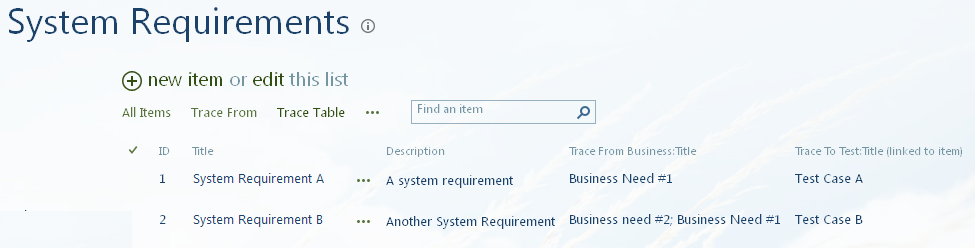 System Requirements
new item or edit this list
All Items Trace From Trace Table ••• Find an item
ID Title Description Trace From Business:Title Trace To Test:Title (linked to item)
1 System Requirement A ••• A system requirement Business Need #1 Test Case A
2 System Requirement B ••• Another System Requirement Business need #2; Business Need #1 Test Case B